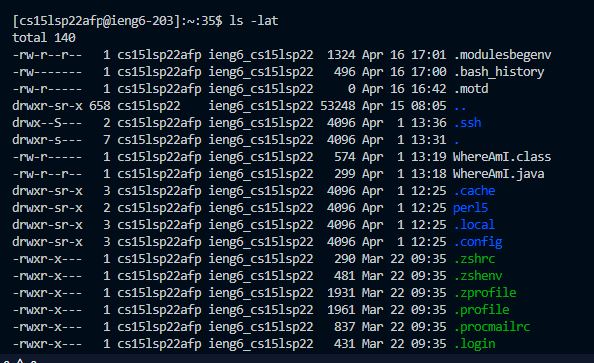 [cs15lsp22afp@ieng6-203]:~:35$ ls -lat
total 140
-rw-r--r--   1 cs15lsp22afp ieng6_cs15lsp22  1324 Apr 16 17:01 .modulesbegenv
-rw-------   1 cs15lsp22afp ieng6_cs15lsp22   496 Apr 16 17:00 .bash_history
-rw-r-----   1 cs15lsp22afp ieng6_cs15lsp22     0 Apr 16 16:42 .motd
drwxr-sr-x 658 cs15lsp22    ieng6_cs15lsp22 53248 Apr 15 08:05 ..
drwx--S---   2 cs15lsp22afp ieng6_cs15lsp22  4096 Apr  1 13:36 .ssh
drwxr-s---   7 cs15lsp22afp ieng6_cs15lsp22  4096 Apr  1 13:31 .
-rw-r-----   1 cs15lsp22afp ieng6_cs15lsp22   574 Apr  1 13:19 WhereAmI.class
-rw-r--r--   1 cs15lsp22afp ieng6_cs15lsp22   299 Apr  1 13:18 WhereAmI.java
drwxr-sr-x   3 cs15lsp22afp ieng6_cs15lsp22  4096 Apr  1 12:25 .cache
drwxr-sr-x   2 cs15lsp22afp ieng6_cs15lsp22  4096 Apr  1 12:25 perl5
drwxr-sr-x   3 cs15lsp22afp ieng6_cs15lsp22  4096 Apr  1 12:25 .local
drwxr-sr-x   3 cs15lsp22afp ieng6_cs15lsp22  4096 Apr  1 12:25 .config
-rwxr-x---   1 cs15lsp22afp ieng6_cs15lsp22   290 Mar 22 09:35 .zshrc
-rwxr-x---   1 cs15lsp22afp ieng6_cs15lsp22   481 Mar 22 09:35 .zshenv
-rwxr-x---   1 cs15lsp22afp ieng6_cs15lsp22  1931 Mar 22 09:35 .zprofile
-rwxr-x---   1 cs15lsp22afp ieng6_cs15lsp22  1961 Mar 22 09:35 .profile
-rwxr-x---   1 cs15lsp22afp ieng6_cs15lsp22   837 Mar 22 09:35 .procmailrc
-rwxr-x---   1 cs15lsp22afp ieng6_cs15lsp22   431 Mar 22 09:35 .login